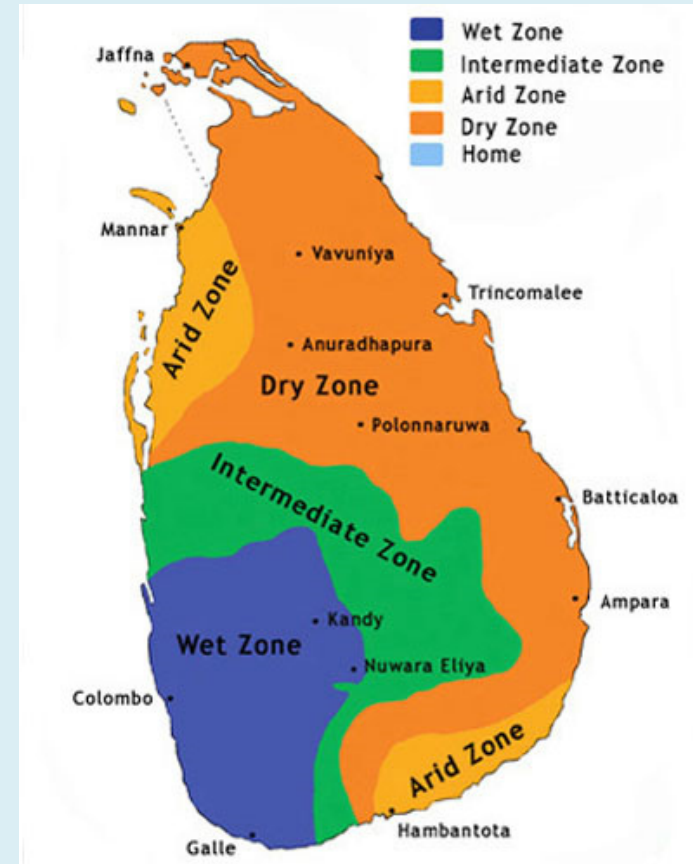 Wet Zone
Intermediate Zone
Arid Zone
Dry Zone
Home
Jaffna
Mannar
Vavuniya
Trincomalee
Arid Zone
Anuradhapura
Dry Zone
Polonnaruwa
Intermediate Zone
Batticaloa
Ampara
Kandy
Wet Zone
Nuwara Eliya
Colombo
Arid Zone
Hambantota
Galle